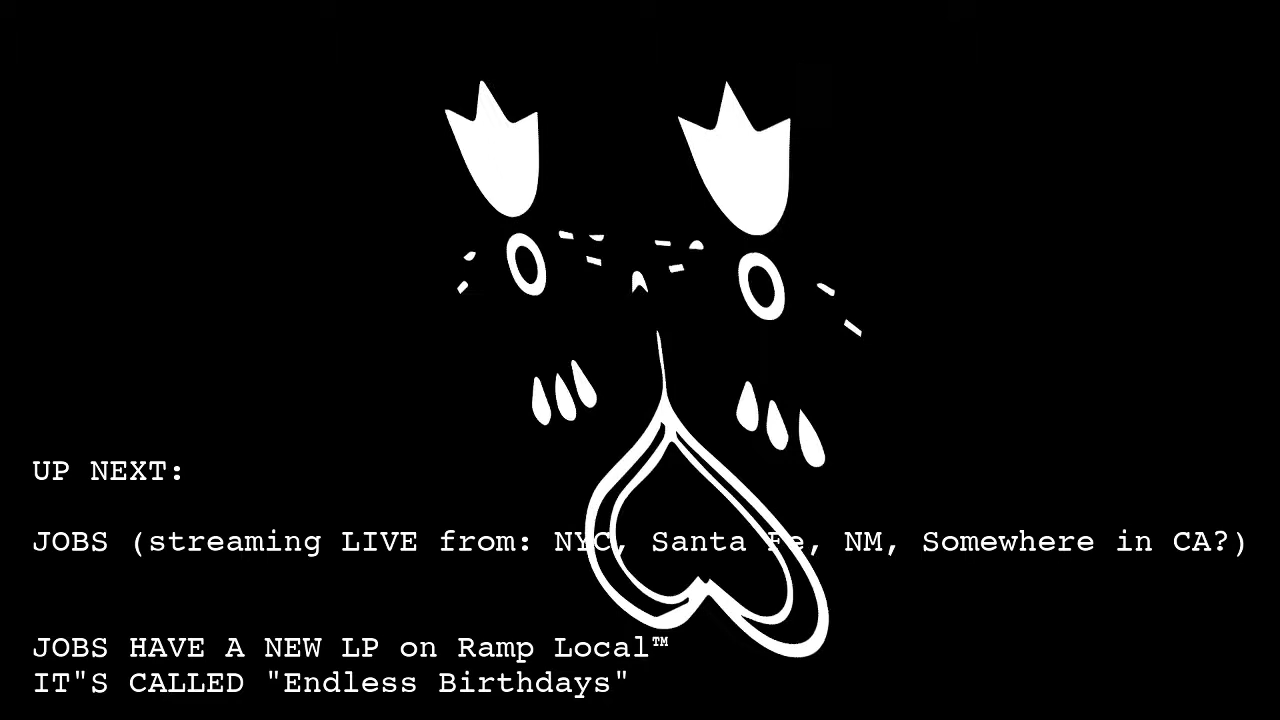 UP NEXT:
JOBS (streaming LIVE from: NYC, Santa Fe, NM, Somewhere in CA?)
JOBS HAVE A NEW LP on Ramp Local™
IT"S CALLED "Endless Birthdays"